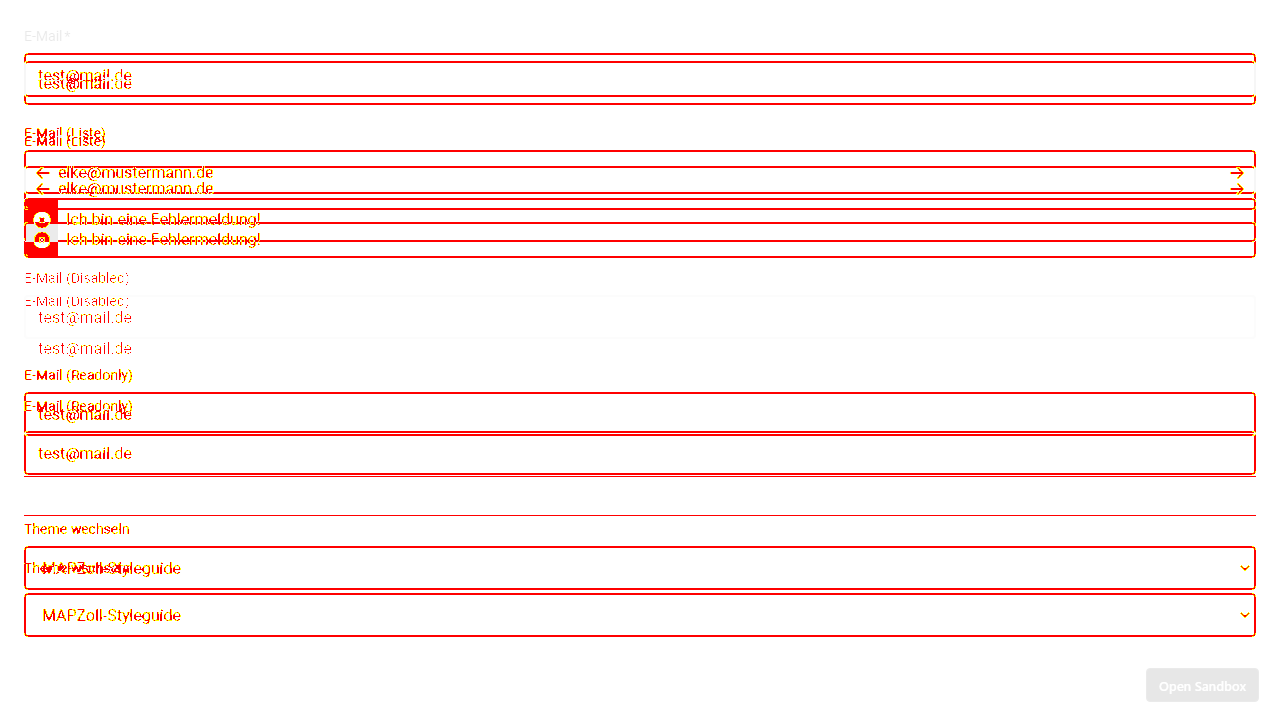 E-Mail *
test@mail.de
test@mail.de
E-Mail (Liste)
E-Mail (Liste)
elke@mustermann.de
elke@mustermann.de
Ich bin eine Fehlermeldung!
Ich bin eine Fehlermeldung!
E-Mail (Disabled)
E-Mail (Disabled)
test@mail.de
test@mail.de
E-Mail (Readonly)
E-Mail (Readonly)
test@mail.de
test@mail.de
Theme wechseln
MAPZoll-Styleguide
Theme wechseln
MAPZoll-Styleguide
Open Sandbox